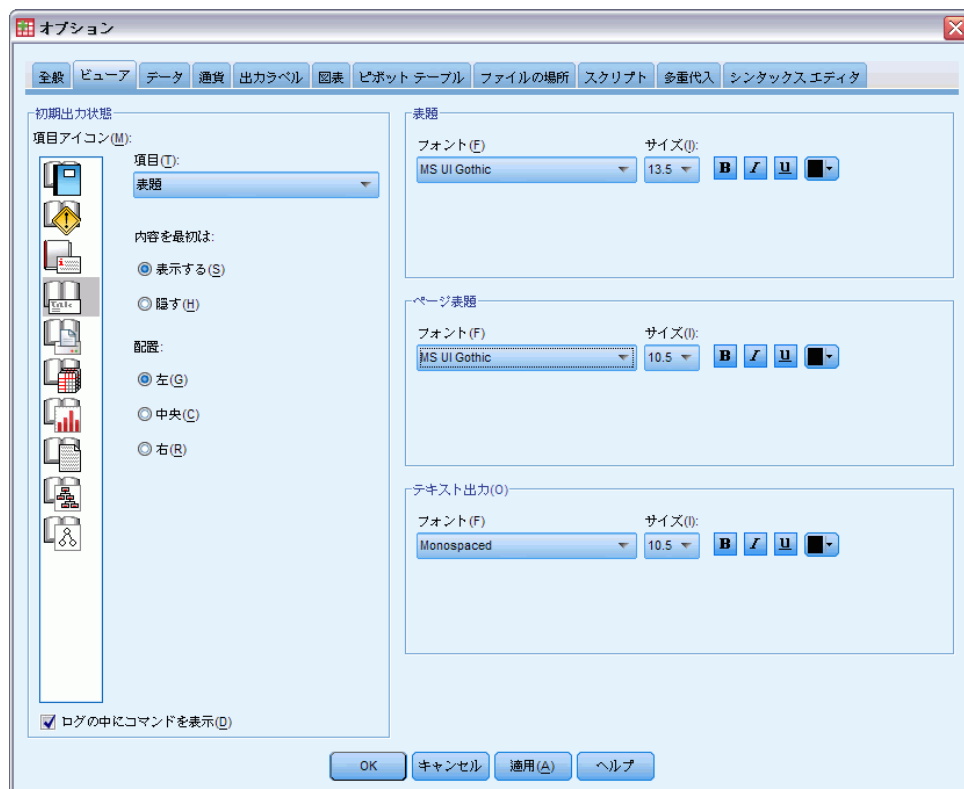 オプション
全般 ビューア データ 通貨 出力ラベル 図表 ピボット テーブル ファイルの場所 スクリプト 多重代入 シンタックス エディタ
初期出力状態
項目アイコン(M):
項目(T):
表題
内容を最初は:
表示する(S)
隠す(H)
配置:
左(G)
中央(C)
右(R)
Title
ログの中にコマンドを表示(D)
表題
フォント(F) サイズ(I):
MS UI Gothic 13.5 B I U
ページ表題
フォント(F) サイズ(I):
MS UI Gothic 10.5 B I U
テキスト出力(O)
フォント(F) サイズ(I):
Monospaced 10.5 B I U
OK キャンセル 適用(A) ヘルプ